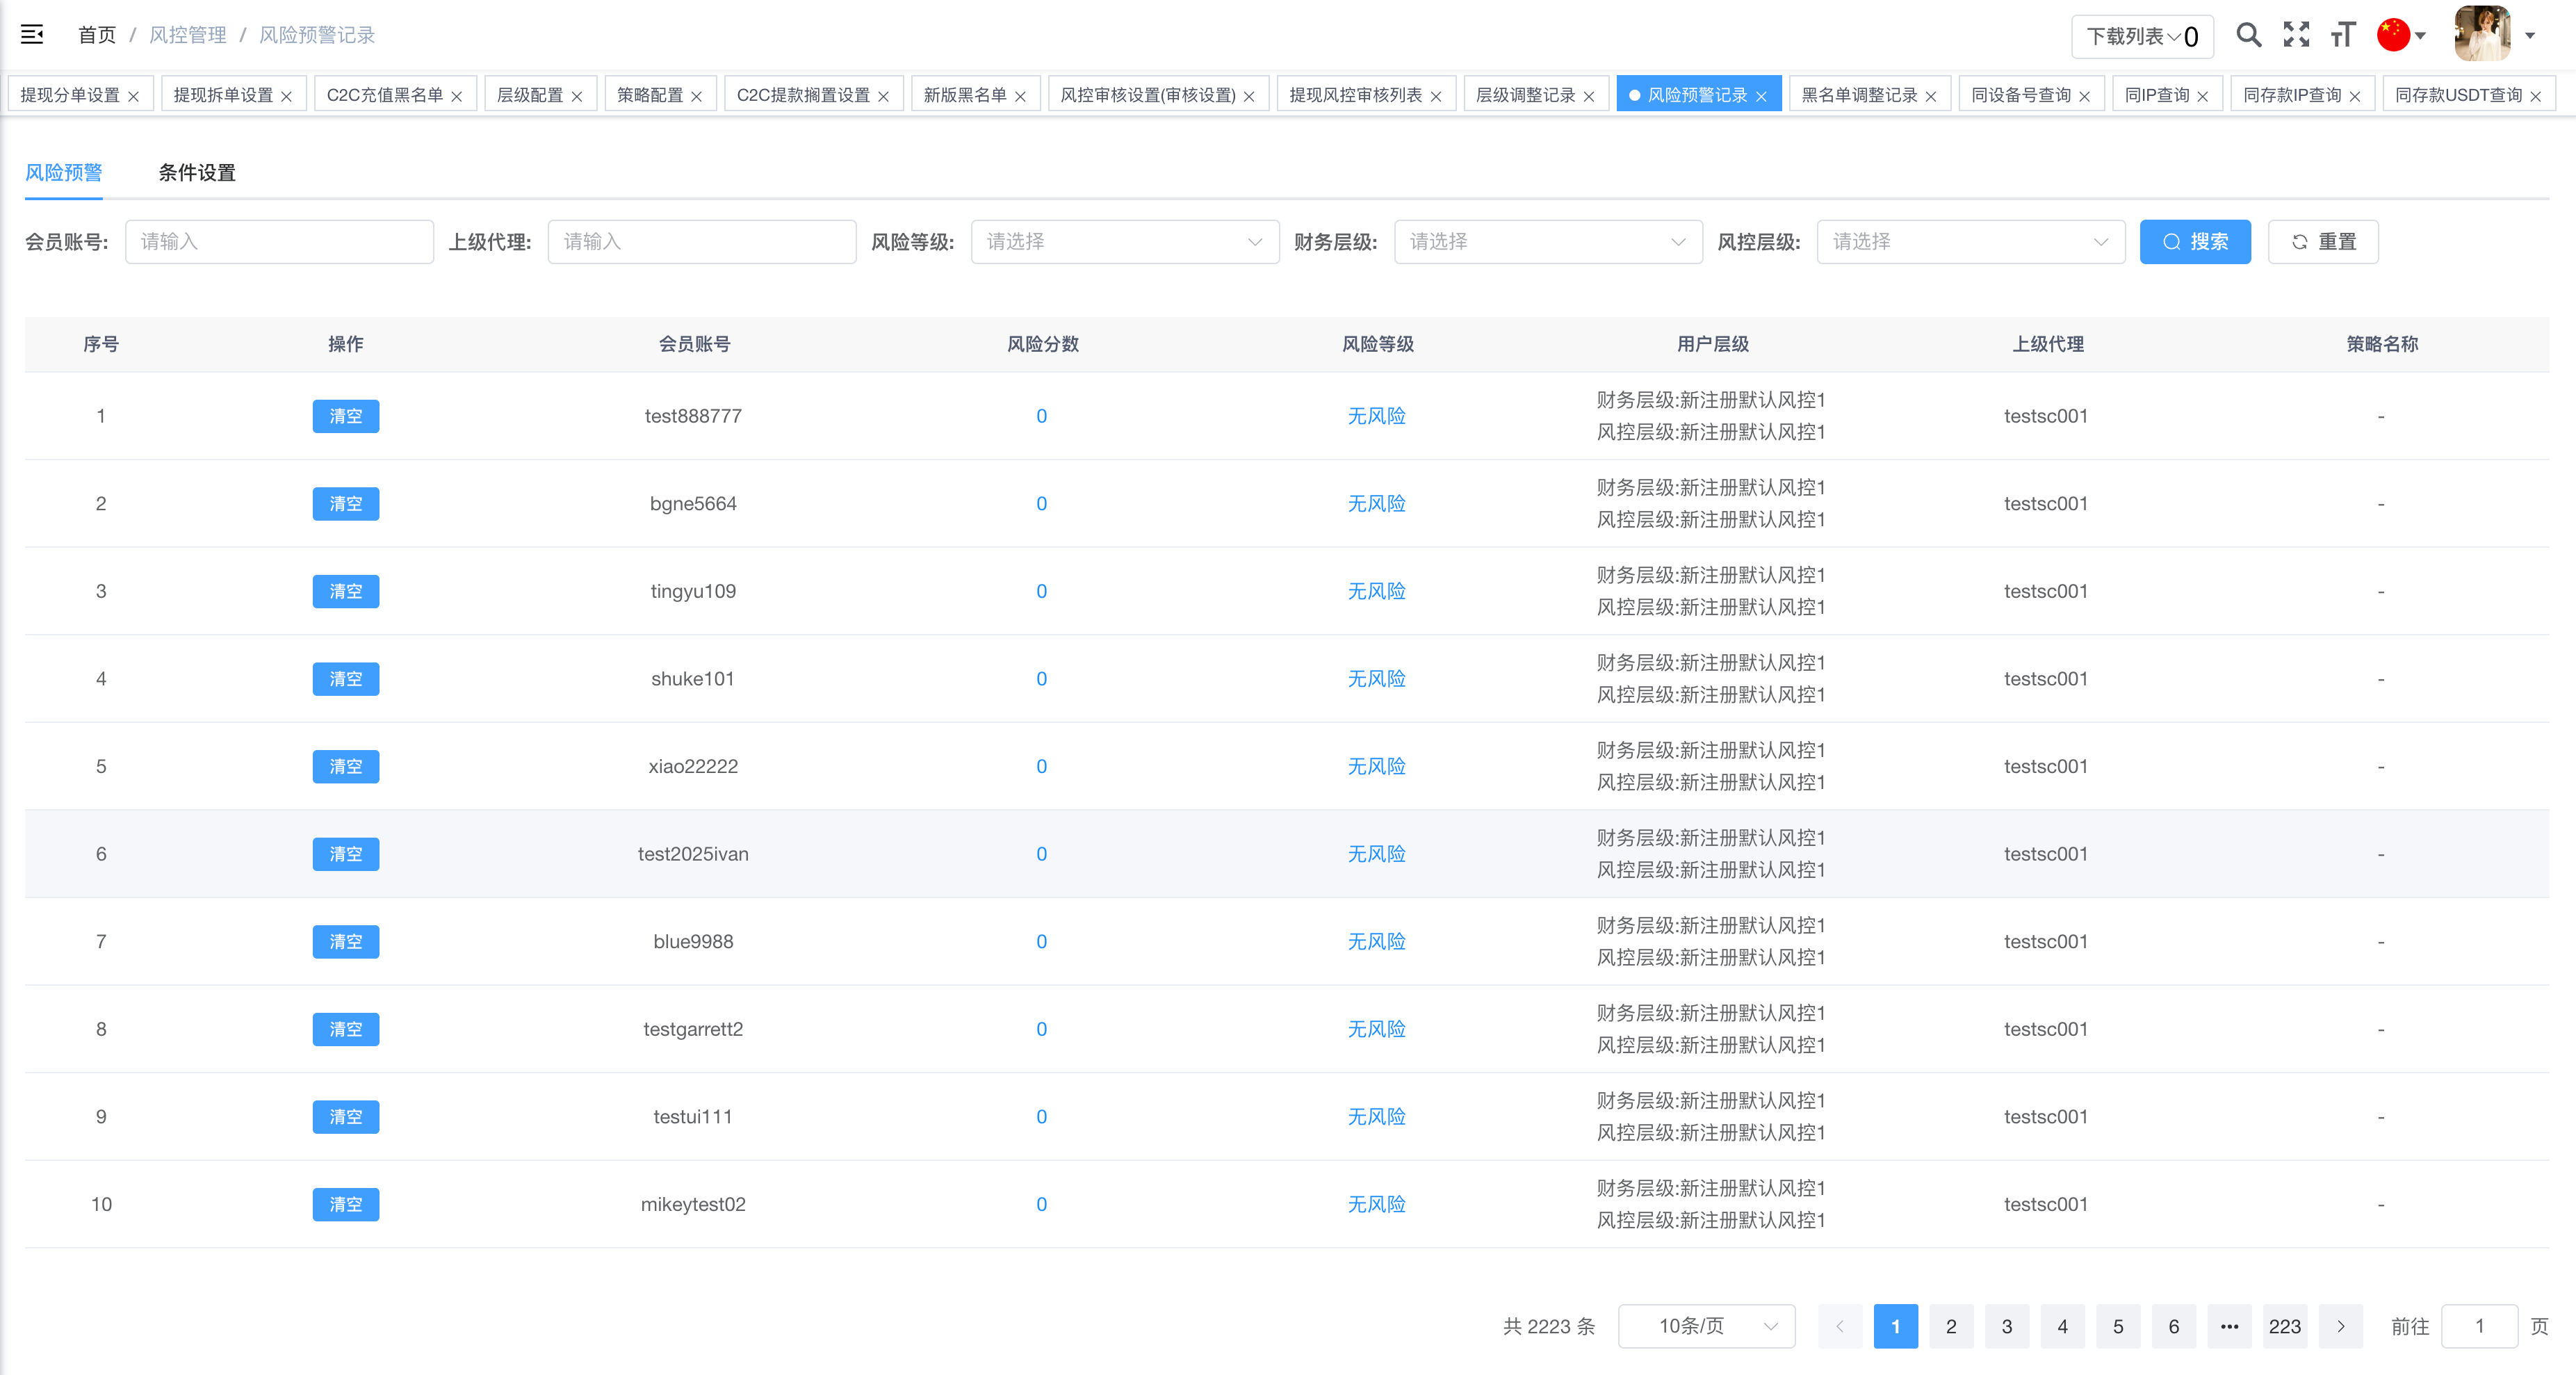 首页 / 风控管理 / 风险预警记录
下载列表 0
提现分单设置 提现拆单设置 C2C充值黑名单 层级配置 策略配置 C2C提款搁置设置 新版黑名单 风控审核设置(审核设置) 提现风控审核列表 层级调整记录 风险预警记录 黑名单调整记录 同设备号查询 同IP查询 同存款IP查询 同存款USDT查询
风险预警 条件设置
会员账号: 请输入 上级代理: 请输入 风险等级: 请选择 财务层级: 请选择 风控层级: 请选择 搜索 重置
序号 操作 会员账号 风险分数 风险等级 用户层级 上级代理 策略名称
1 清空 test888777 0 无风险 财务层级:新注册默认风控1 testsc001 -
风控层级:新注册默认风控1
2 清空 bgne5664 0 无风险 财务层级:新注册默认风控1 testsc001 -
风控层级:新注册默认风控1
3 清空 tingyu109 0 无风险 财务层级:新注册默认风控1 testsc001 -
风控层级:新注册默认风控1
4 清空 shuke101 0 无风险 财务层级:新注册默认风控1 testsc001 -
风控层级:新注册默认风控1
5 清空 xiao22222 0 无风险 财务层级:新注册默认风控1 testsc001 -
风控层级:新注册默认风控1
6 清空 test2025ivan 0 无风险 财务层级:新注册默认风控1 testsc001 -
风控层级:新注册默认风控1
7 清空 blue9988 0 无风险 财务层级:新注册默认风控1 testsc001 -
风控层级:新注册默认风控1
8 清空 testgarrett2 0 无风险 财务层级:新注册默认风控1 testsc001 -
风控层级:新注册默认风控1
9 清空 testui111 0 无风险 财务层级:新注册默认风控1 testsc001 -
风控层级:新注册默认风控1
10 清空 mikeytest02 0 无风险 财务层级:新注册默认风控1 testsc001 -
风控层级:新注册默认风控1
共 2223 条 10条/页 1 2 3 4 5 6 ••• 223 前往 1 页